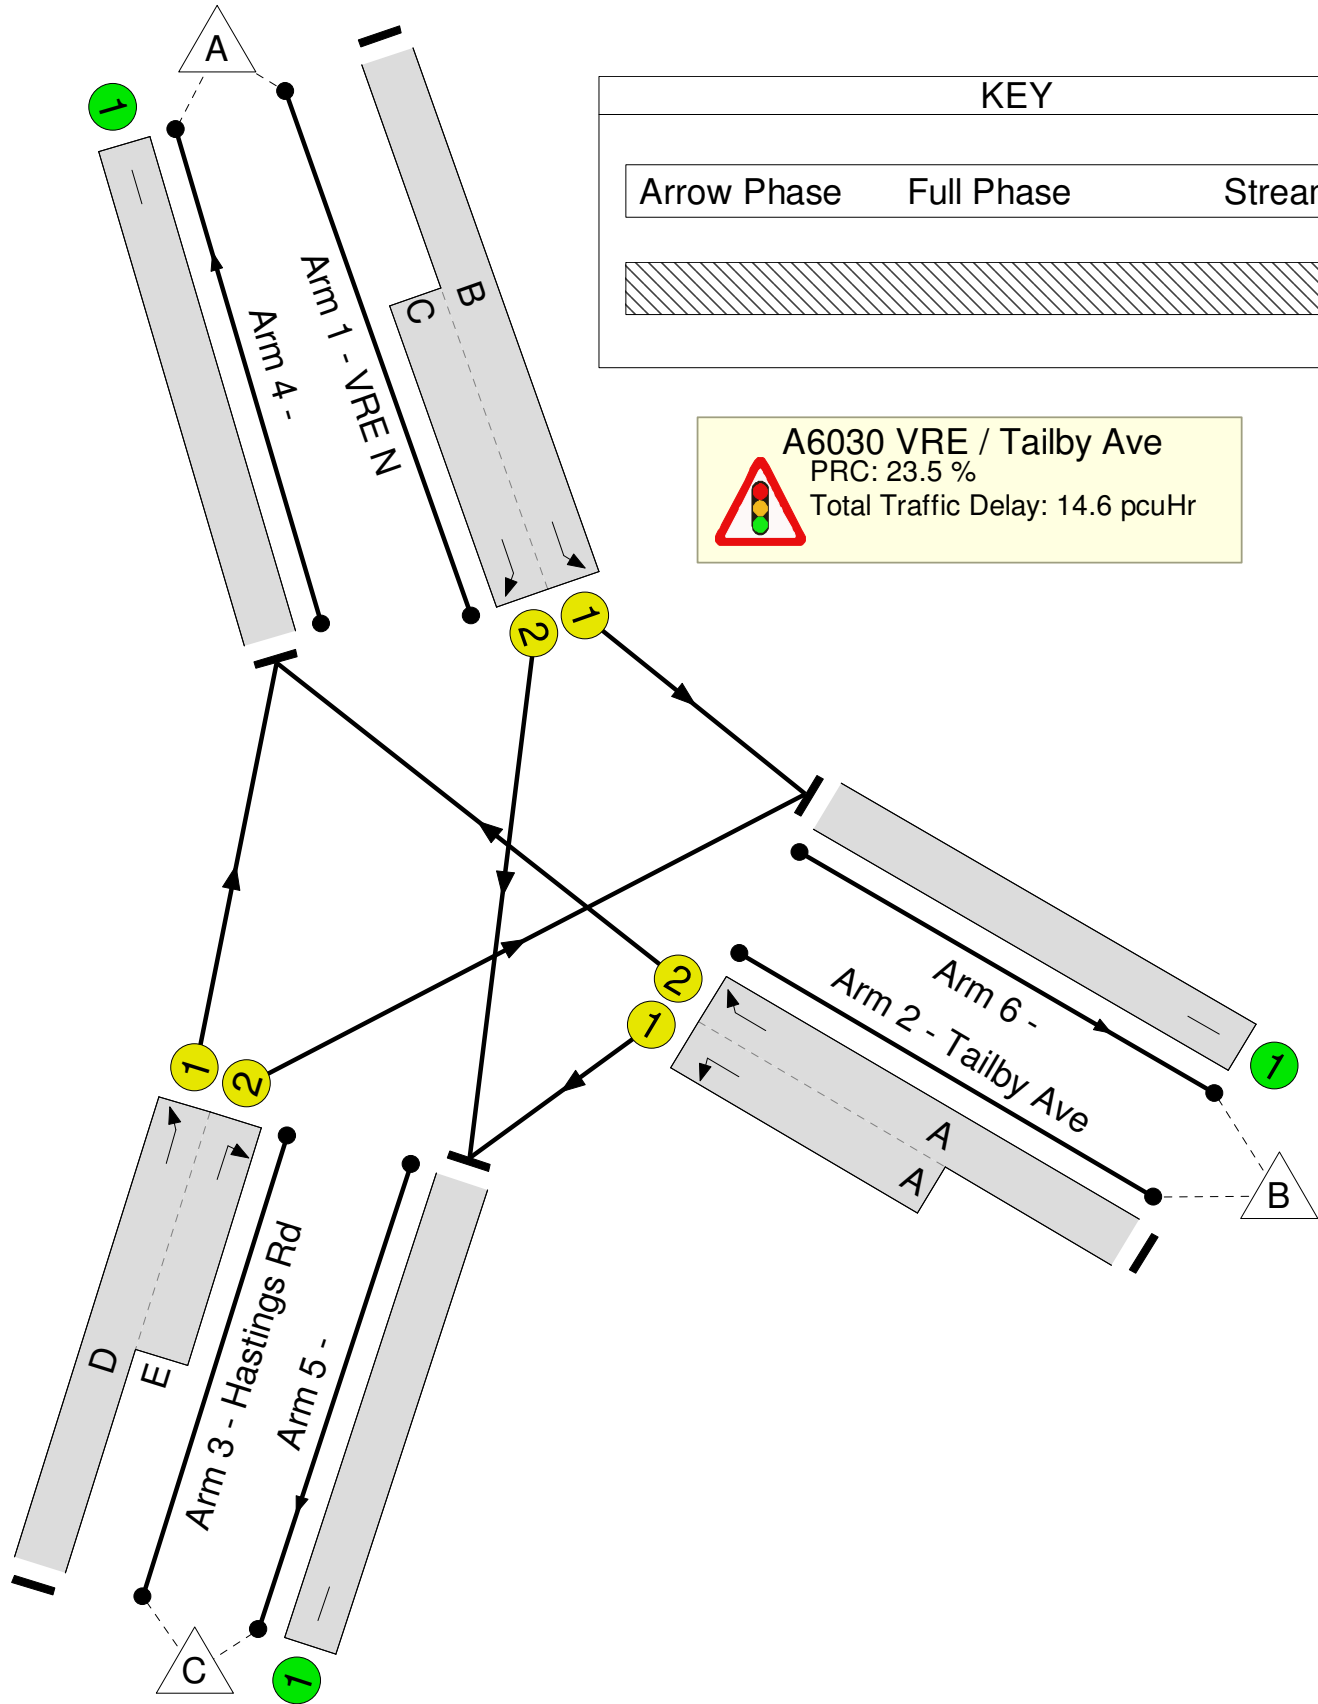 A
1
KEY
Arrow Phase
Full Phase
Arm 1 - VRE N
Arm 4 -
B
C
A6030 VRE / Tailby Ave
PRC: 23.5 %
Total Traffic Delay: 14.6 pcuHr
1
2
2
1
Arm 6 -
Arm 2 - Tailby Ave
A
A
1
B
1
2
Arm 3 - Hastings Rd
Arm 5 -
D
E
C
1